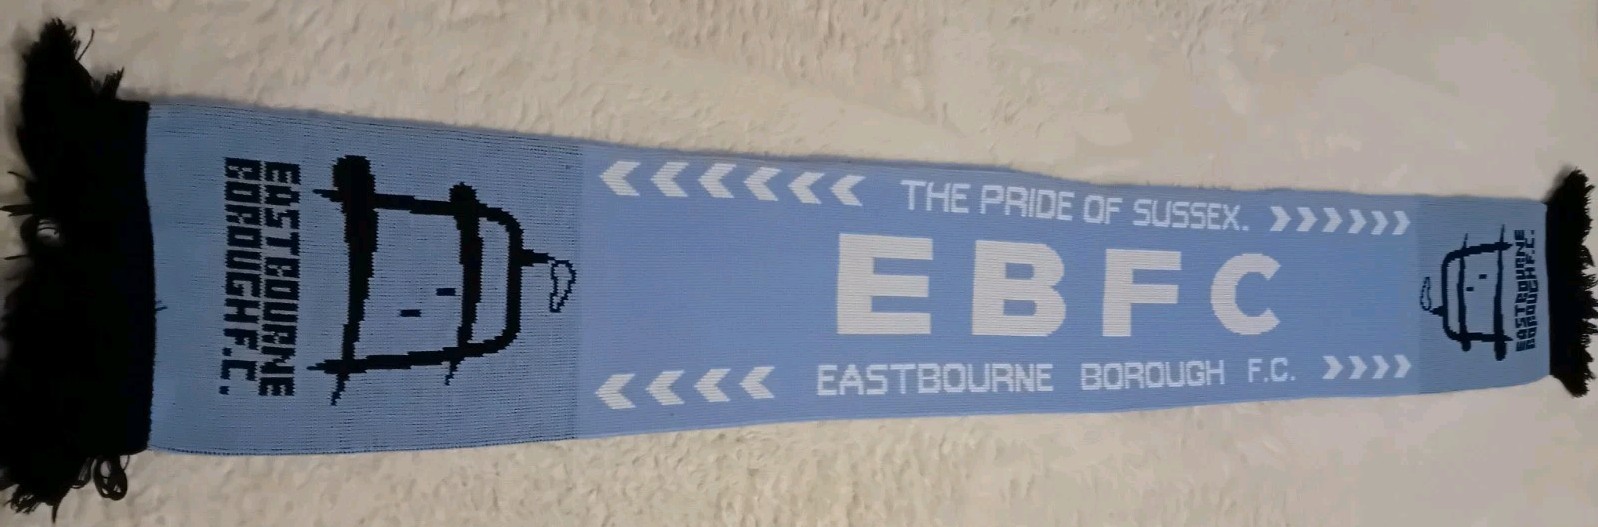 EASTBOURNE
BOROUGH F.C.
THE PRIDE OF SUSSEX.
EBFC
EASTBOURNE BOROUGH F.C.
EASTBOURNE
BOROUGH F.C.